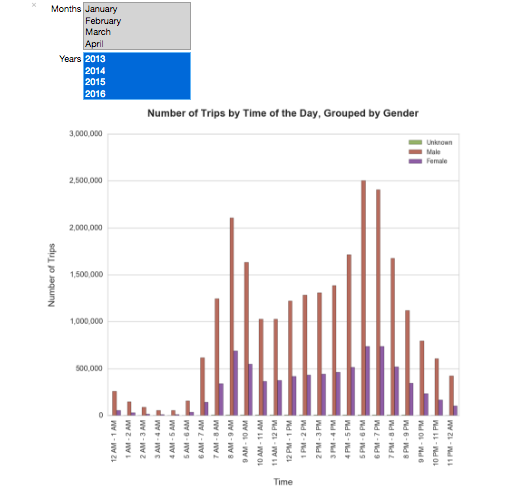 ×
Months January
February
March
April
Years 2013
2014
2015
2016
Number of Trips by Time of the Day, Grouped by Gender
Unknown
Male
Female
Number of Trips
3,000,000
2,500,000
2,000,000
1,500,000
1,000,000
500,000
0
12 AM - 1 AM
1 AM - 2 AM
2 AM - 3 AM
3 AM - 4 AM
4 AM - 5 AM
5 AM - 6 AM
6 AM - 7 AM
7 AM - 8 AM
8 AM - 9 AM
9 AM - 10 AM
10 AM - 11 AM
11 AM - 12 PM
12 PM - 1 PM
1 PM - 2 PM
2 PM - 3 PM
3 PM - 4 PM
4 PM - 5 PM
5 PM - 6 PM
6 PM - 7 PM
7 PM - 8 PM
8 PM - 9 PM
9 PM - 10 PM
10 PM - 11 PM
11 PM - 12 AM
Time